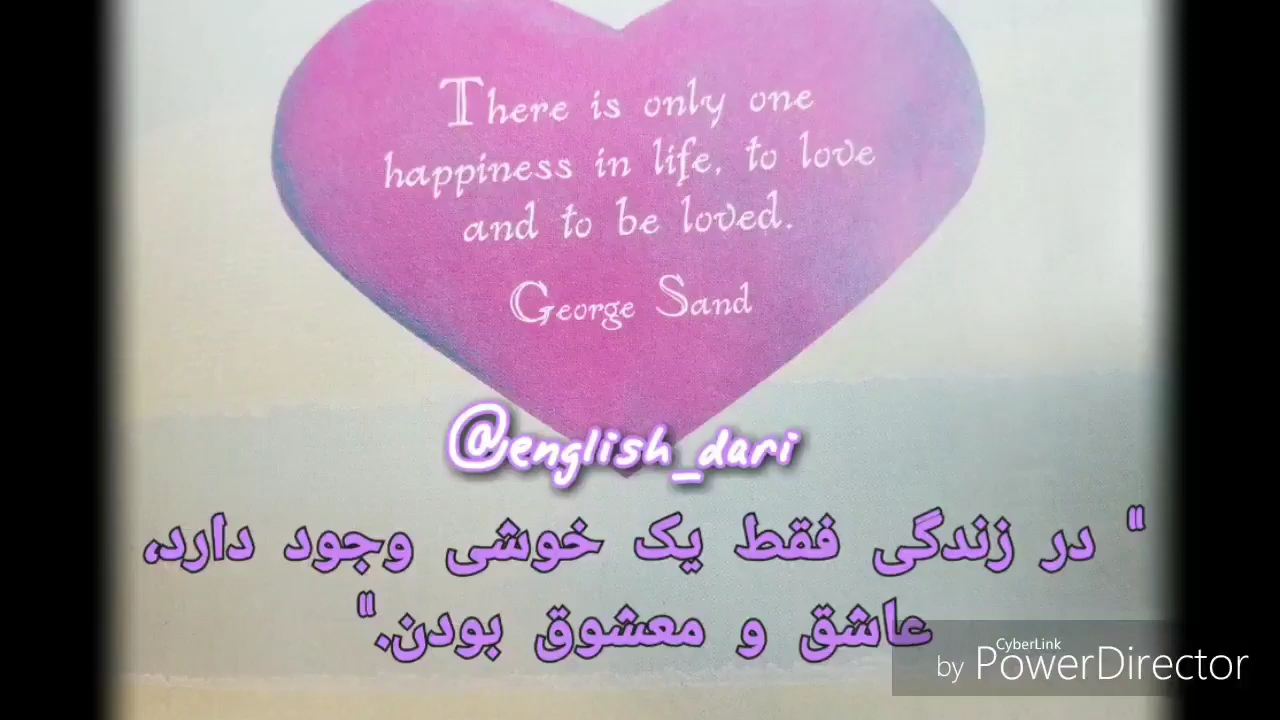 There is only one
happiness in life, to love
and to be loved.
George Sand
@english_dari
" در زندگی فقط یک خوشی وجود دارد،
عاشق و معشوق بودن."
CyberLink
by PowerDirector